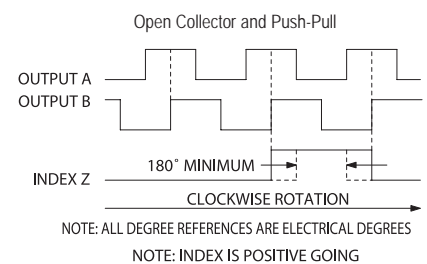 Open Collector and Push-Pull
OUTPUT A
OUTPUT B
180° MINIMUM
INDEX Z
CLOCKWISE ROTATION
NOTE: ALL DEGREE REFERENCES ARE ELECTRICAL DEGREES
NOTE: INDEX IS POSITIVE GOING